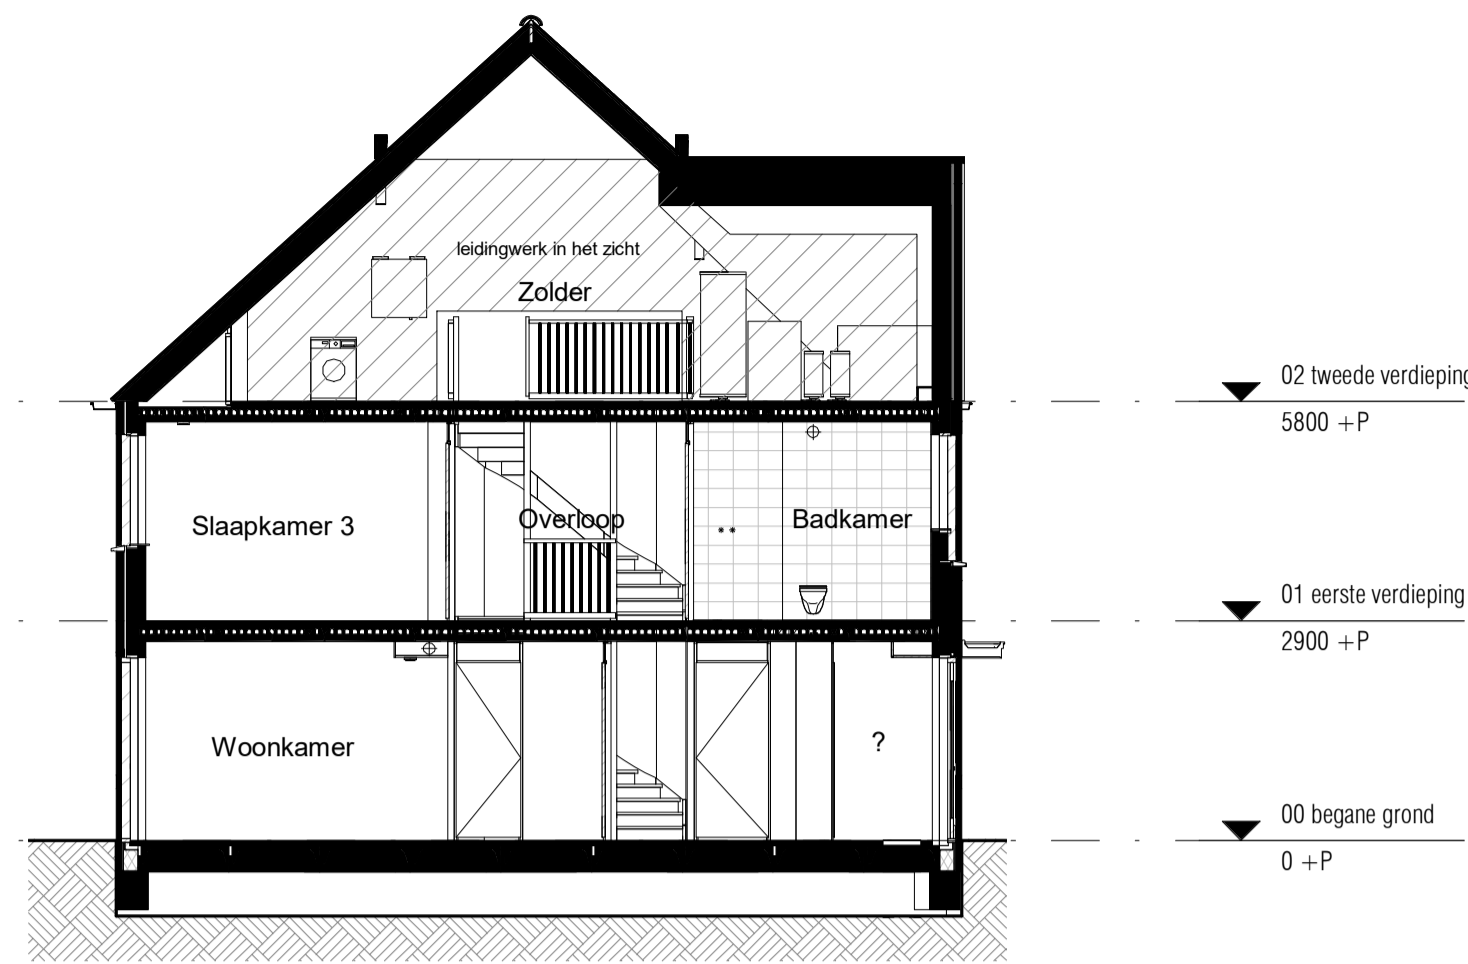 leidingwerk in het zicht
Zolder
02 tweede verdieping
5800 +P
Slaapkamer 3
Overloop
Badkamer
01 eerste verdieping
2900 +P
Woonkamer
?
00 begane grond
0 +P